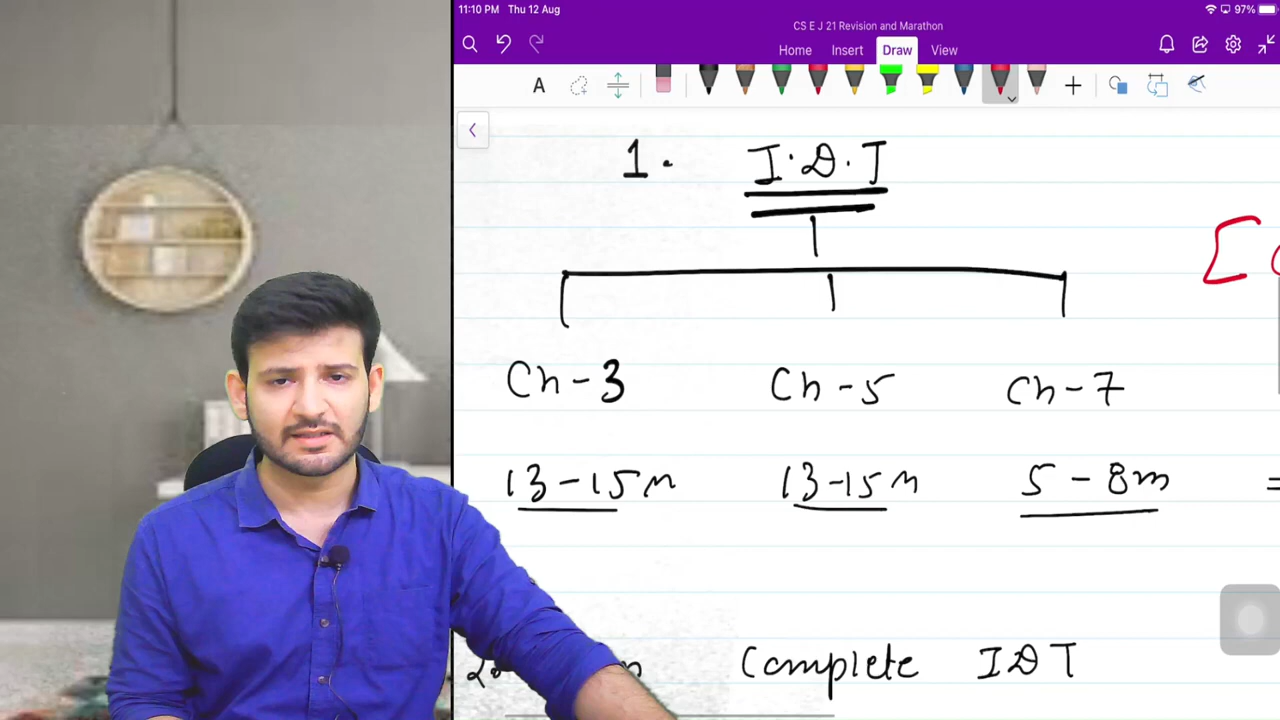 11:10 PM Thu 12 Aug 97%
CS E J 21 Revision and Marathon
Home Insert Draw View
A
1. I.D.T
Ch-3 Ch-5 Ch-7
13-15m 13-15m 5-8m =
Complete IDT